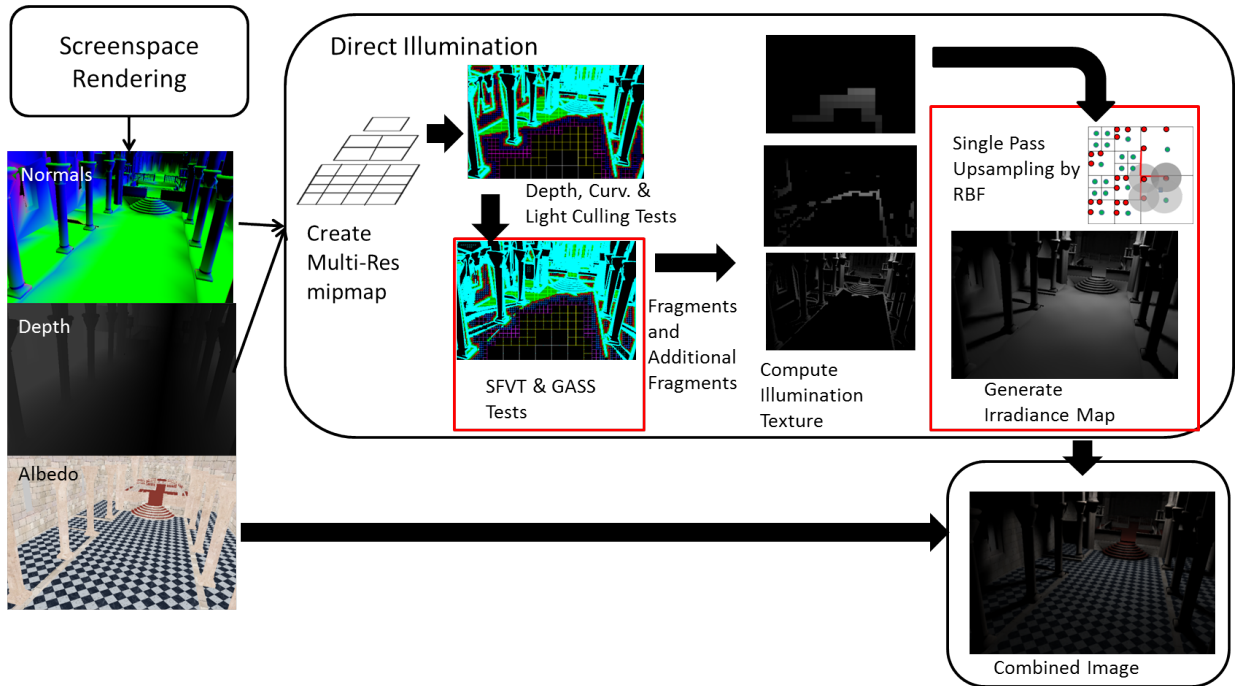 Screenspace
Rendering
Normals
Depth
Albedo
Direct Illumination
Create
Multi-Res
mipmap
Depth, Curv. &
Light Culling Tests
SFVT & GASS
Tests
Fragments
and
Additional
Fragments
Compute
Illumination
Texture
Single Pass
Upsampling by
RBF
Generate
Irradiance Map
Combined Image